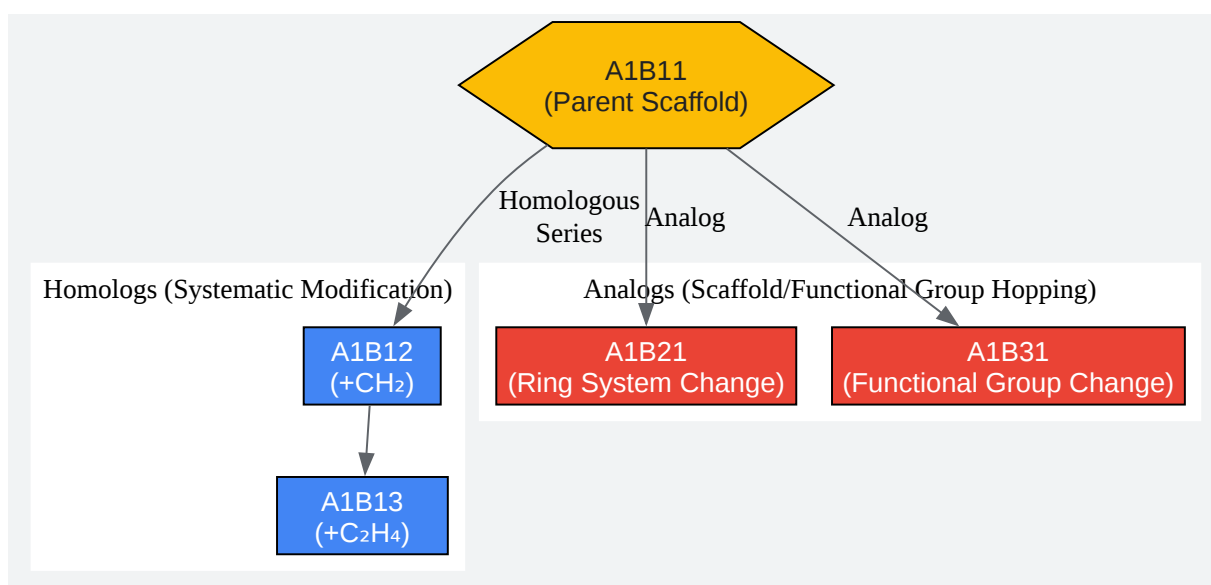 A1B11
(Parent Scaffold)
Homologous
Series
Analog
Analog
Homologs (Systematic Modification)
Analogs (Scaffold/Functional Group Hopping)
A1B12
(+CH₂)
A1B21
(Ring System Change)
A1B31
(Functional Group Change)
A1B13
(+C₂H₄)